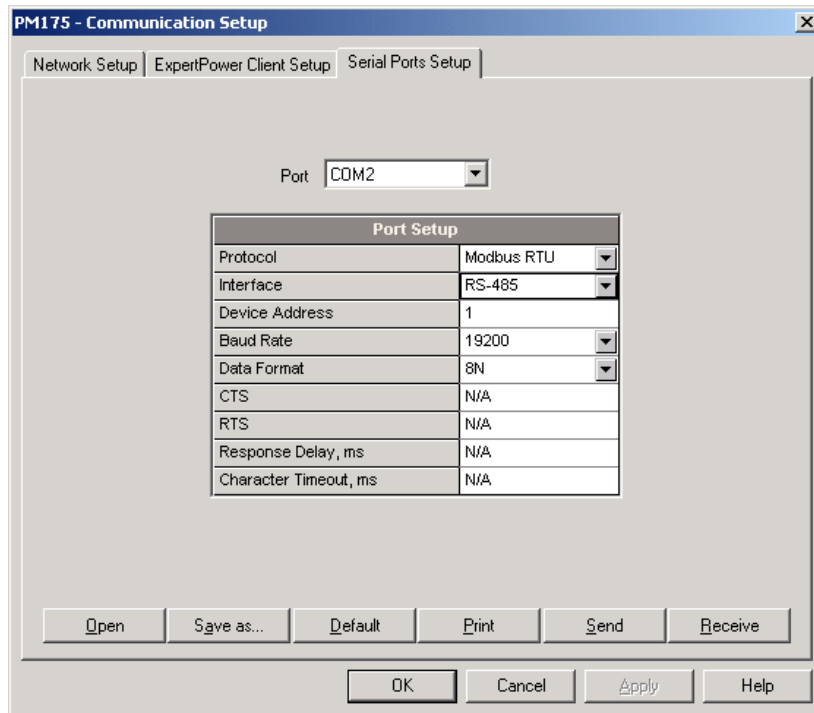 PM175 - Communication Setup
Network Setup ExpertPower Client Setup Serial Ports Setup
Port COM2
Port Setup
Protocol Modbus RTU
Interface RS-485
Device Address 1
Baud Rate 19200
Data Format 8N
CTS N/A
RTS N/A
Response Delay, ms N/A
Character Timeout, ms N/A
Open Save as... Default Print Send Receive
OK Cancel Apply Help